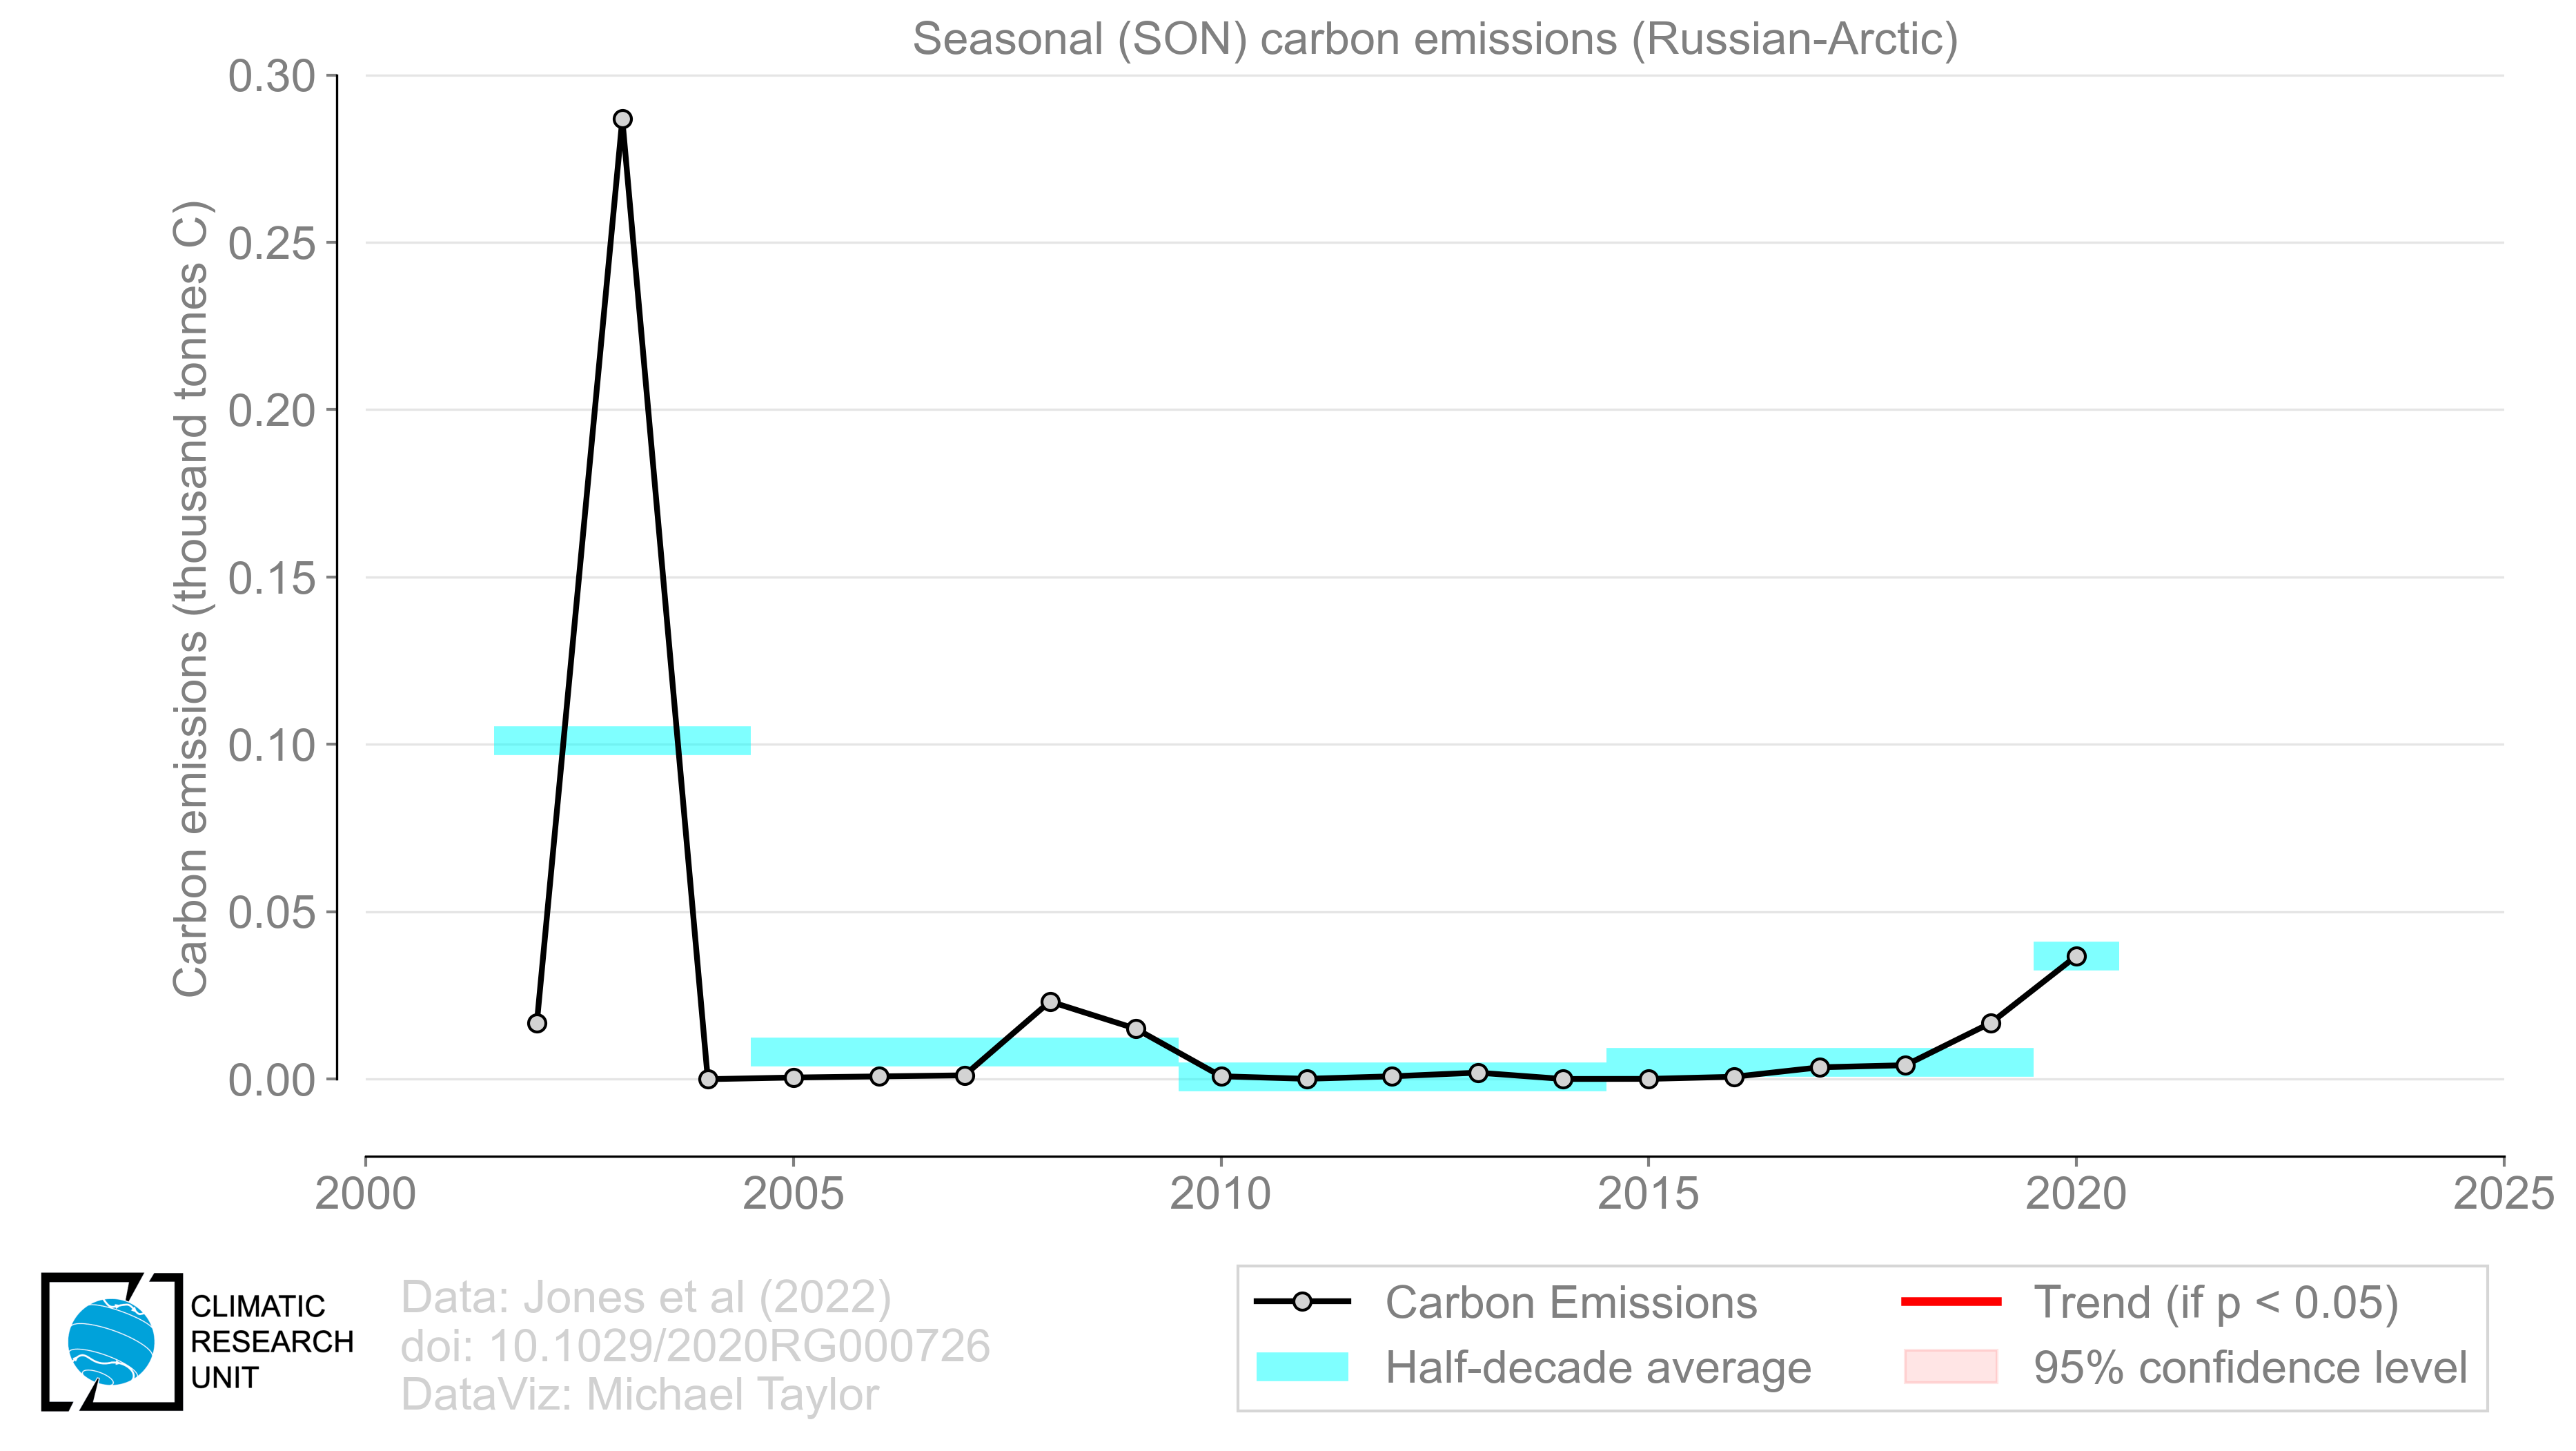 Seasonal (SON) carbon emissions (Russian-Arctic)
Carbon emissions (thousand tonnes C)
0.30
0.25
0.20
0.15
0.10
0.05
0.00
2000 2005 2010 2015 2020 2025
CLIMATIC
RESEARCH
UNIT
Data: Jones et al (2022)
doi: 10.1029/2020RG000726
DataViz: Michael Taylor
Carbon Emissions
Half-decade average
Trend (if p < 0.05)
95% confidence level